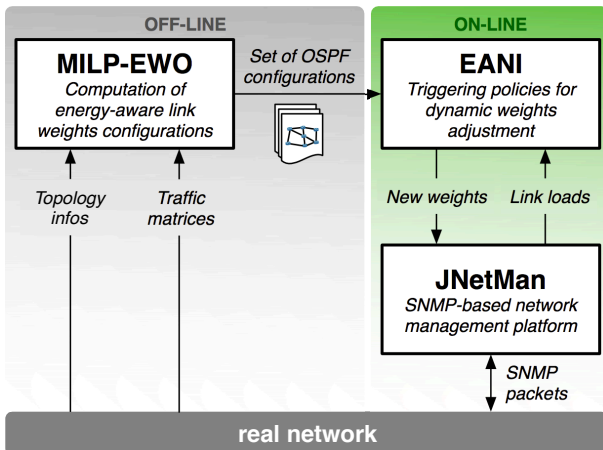 OFF-LINE
MILP-EWO
Computation of
energy-aware link
weights configurations
Set of OSPF
configurations
Topology
infos
Traffic
matrices
ON-LINE
EANI
Triggering policies for
dynamic weights
adjustment
New weights
Link loads
JNetMan
SNMP-based network
management platform
SNMP
packets
real network